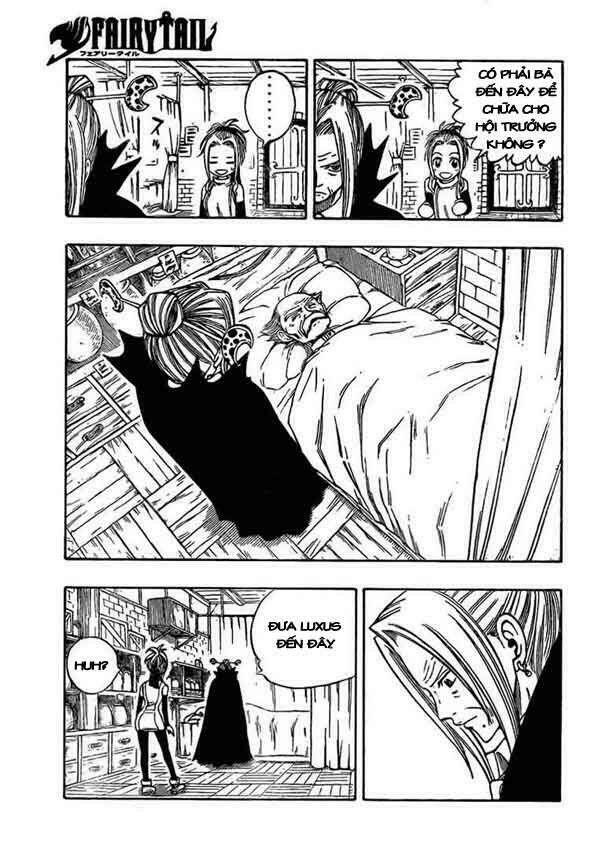 FAIRY TAIL
フェアリーテイル
CÓ PHẢI BÀ
ĐẾN ĐÂY ĐỂ
CHỮA CHO
HỘI TRƯỞNG
KHÔNG ?
........
ĐƯA LUXUS
ĐẾN ĐÂY.
HUH?